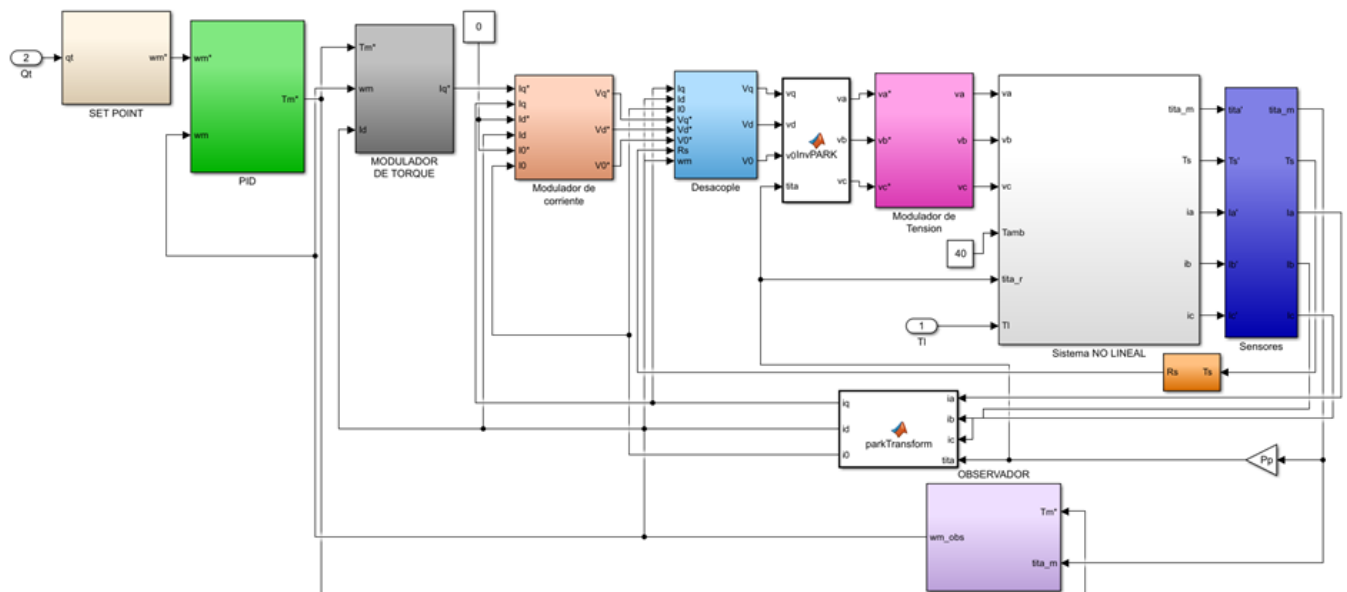 2
Qt
qt
wm*
SET POINT
wm*
wm
Tm*
PID
Tm*
wm
Id
Iq*
MODULADOR
DE TORQUE
0
Iq*
Iq
Id*
Id
I0*
I0
Vq*
Vd*
V0*
Modulador de
corriente
Iq
Id
I0
Vq*
Vd*
V0*
Rs
wm
Vq
Vd
V0
Desacople
vq
vd
v0
tita
va
vb
vc
InvPARK
va*
vb*
vc*
va
vb
vc
Modulador de
Tension
40
1
Tl
va
vb
vc
Tamb
tita_r
Tl
tita_m
Ts
ia
ib
ic
Sistema NO LINEAL
tita'
Ts'
Ia'
Ib'
Ic'
tita_m
Ts
Ia
Ib
Sensores
Rs
Ts
iq
id
i0
parkTransform
ia
ib
ic
tita
Pp
OBSERVADOR
wm_obs
Tm*
tita_m